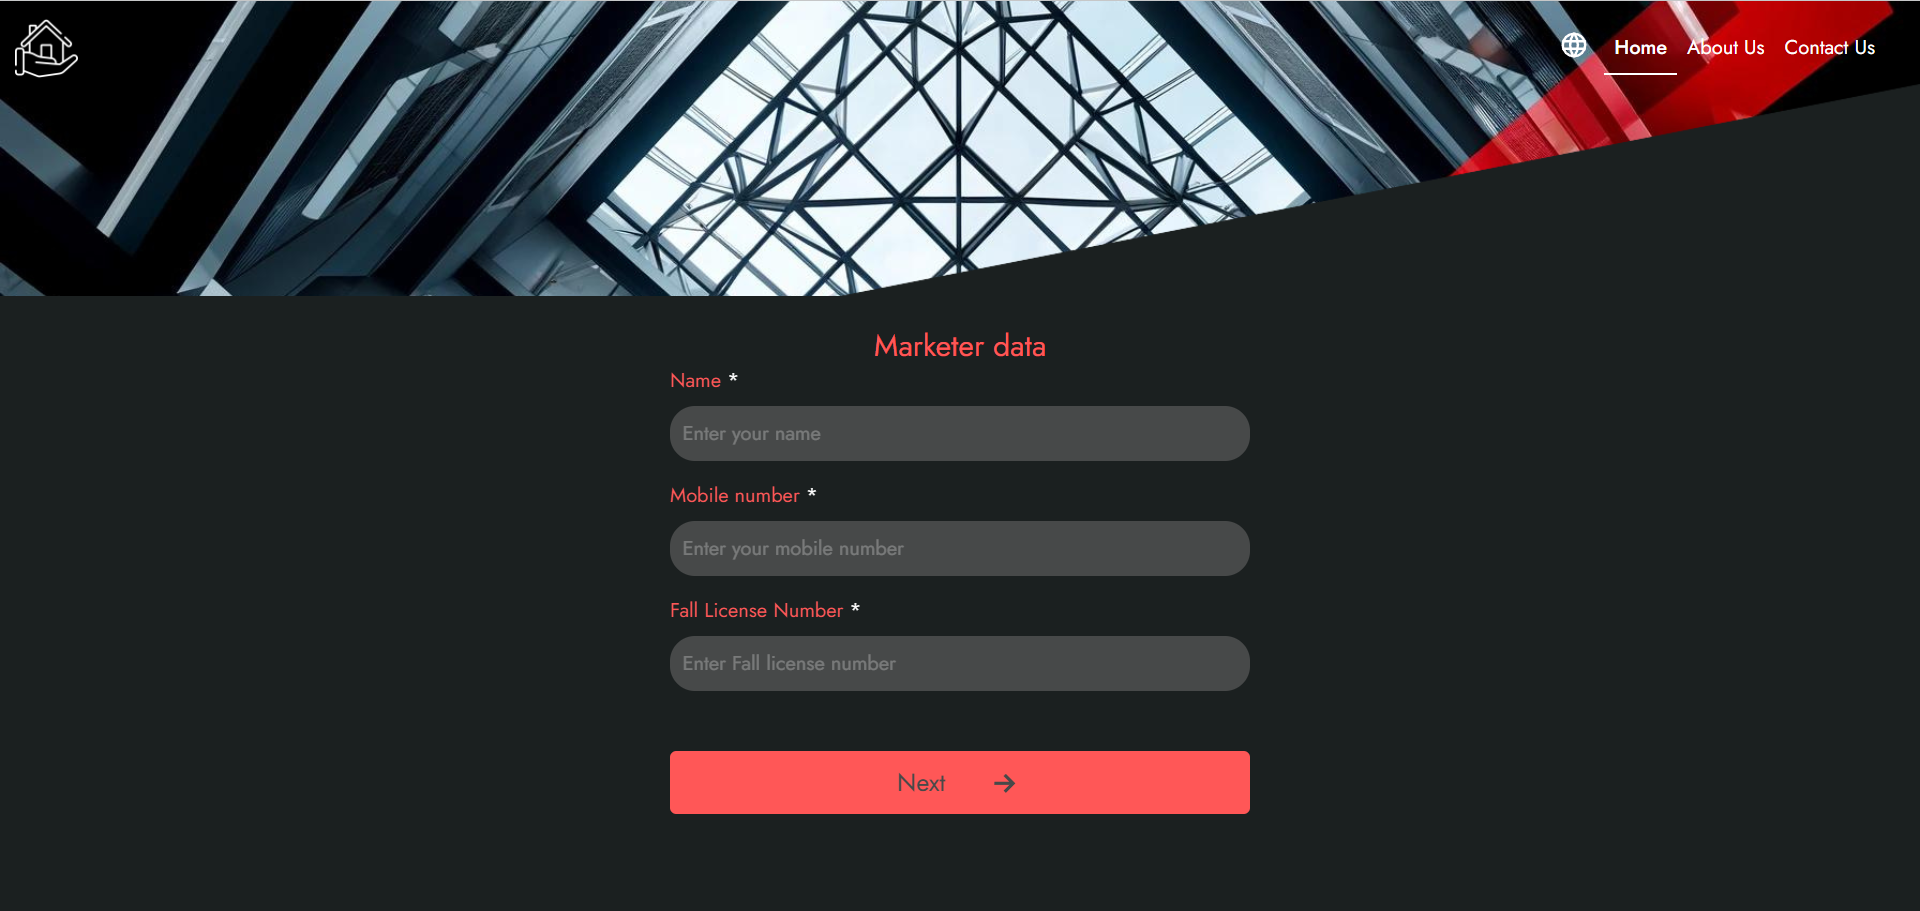 Home About Us Contact Us
Marketer data
Name *
Enter your name
Mobile number *
Enter your mobile number
Fall License Number *
Enter Fall license number
Next